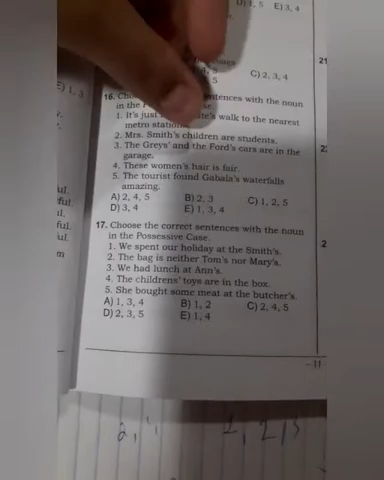 D) 1, 5 E) 3, 4
21
C) 2, 3, 4
E) 1, 3
16. sentences with the noun
in the
1. It's just walk to the nearest
metro station
2. Mrs. Smith's children are students.
3. The Greys' and the Ford's cars are in the
garage.
4. These women's hair is fair.
5. The tourist found Gabala's waterfalls
amazing.
A) 2, 4, 5 B) 2, 3 C) 1, 2, 5
D) 3, 4 E) 1, 3, 4
17. Choose the correct sentences with the noun
in the Possessive Case.
1. We spent our holiday at the Smith's.
2. The bag is neither Tom's nor Mary's.
3. We had lunch at Ann's.
4. The childrens' toys are in the box.
5. She bought some meat at the butcher's.
A) 1, 3, 4 B) 1, 2 C) 2, 4, 5
D) 2, 3, 5 E) 1, 4
- 11